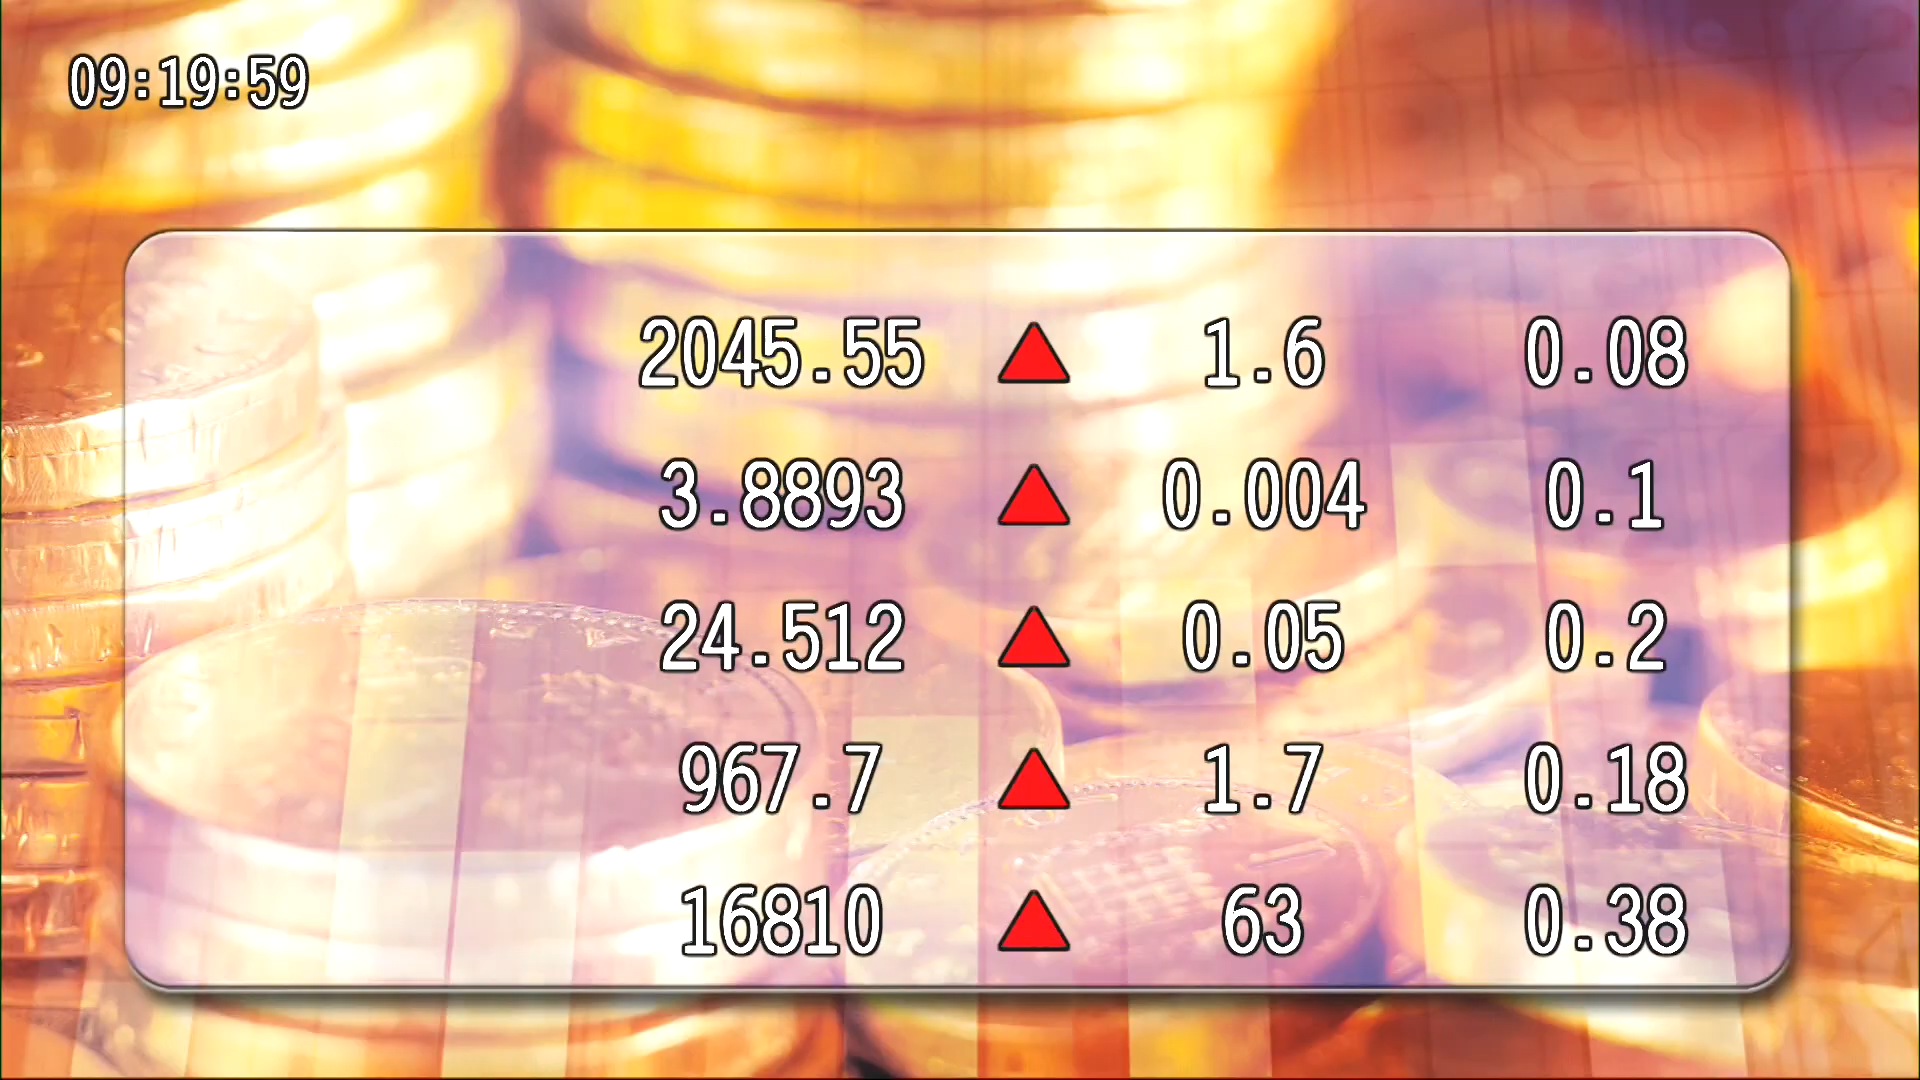 09:19:59
2045.55 ▲ 1.6 0.08
3.8893 ▲ 0.004 0.1
24.512 ▲ 0.05 0.2
967.7 ▲ 1.7 0.18
16810 ▲ 63 0.38